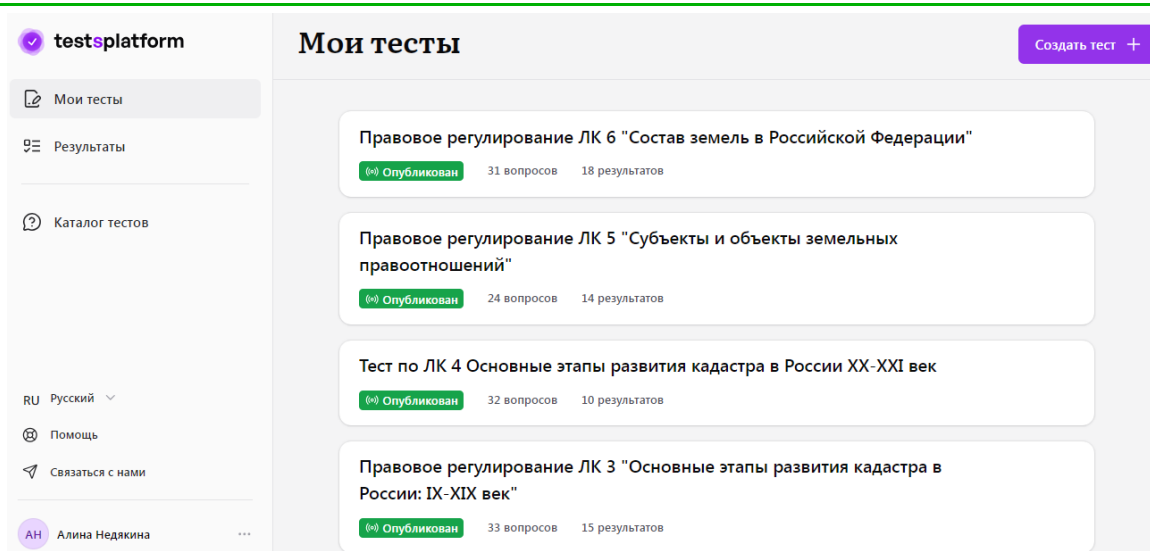 testsplatform
Мои тесты
Результаты
Каталог тестов
RU Русский
Помощь
Связаться с нами
АН Алина Недякина
Мои тесты
Создать тест
Правовое регулирование ЛК 6 "Состав земель в Российской Федерации"
Опубликован 31 вопросов 18 результатов
Правовое регулирование ЛК 5 "Субъекты и объекты земельных
правоотношений"
Опубликован 24 вопросов 14 результатов
Тест по ЛК 4 Основные этапы развития кадастра в России XX-XXI век
Опубликован 32 вопросов 10 результатов
Правовое регулирование ЛК 3 "Основные этапы развития кадастра в
России: IX-XIX век"
Опубликован 33 вопросов 15 результатов